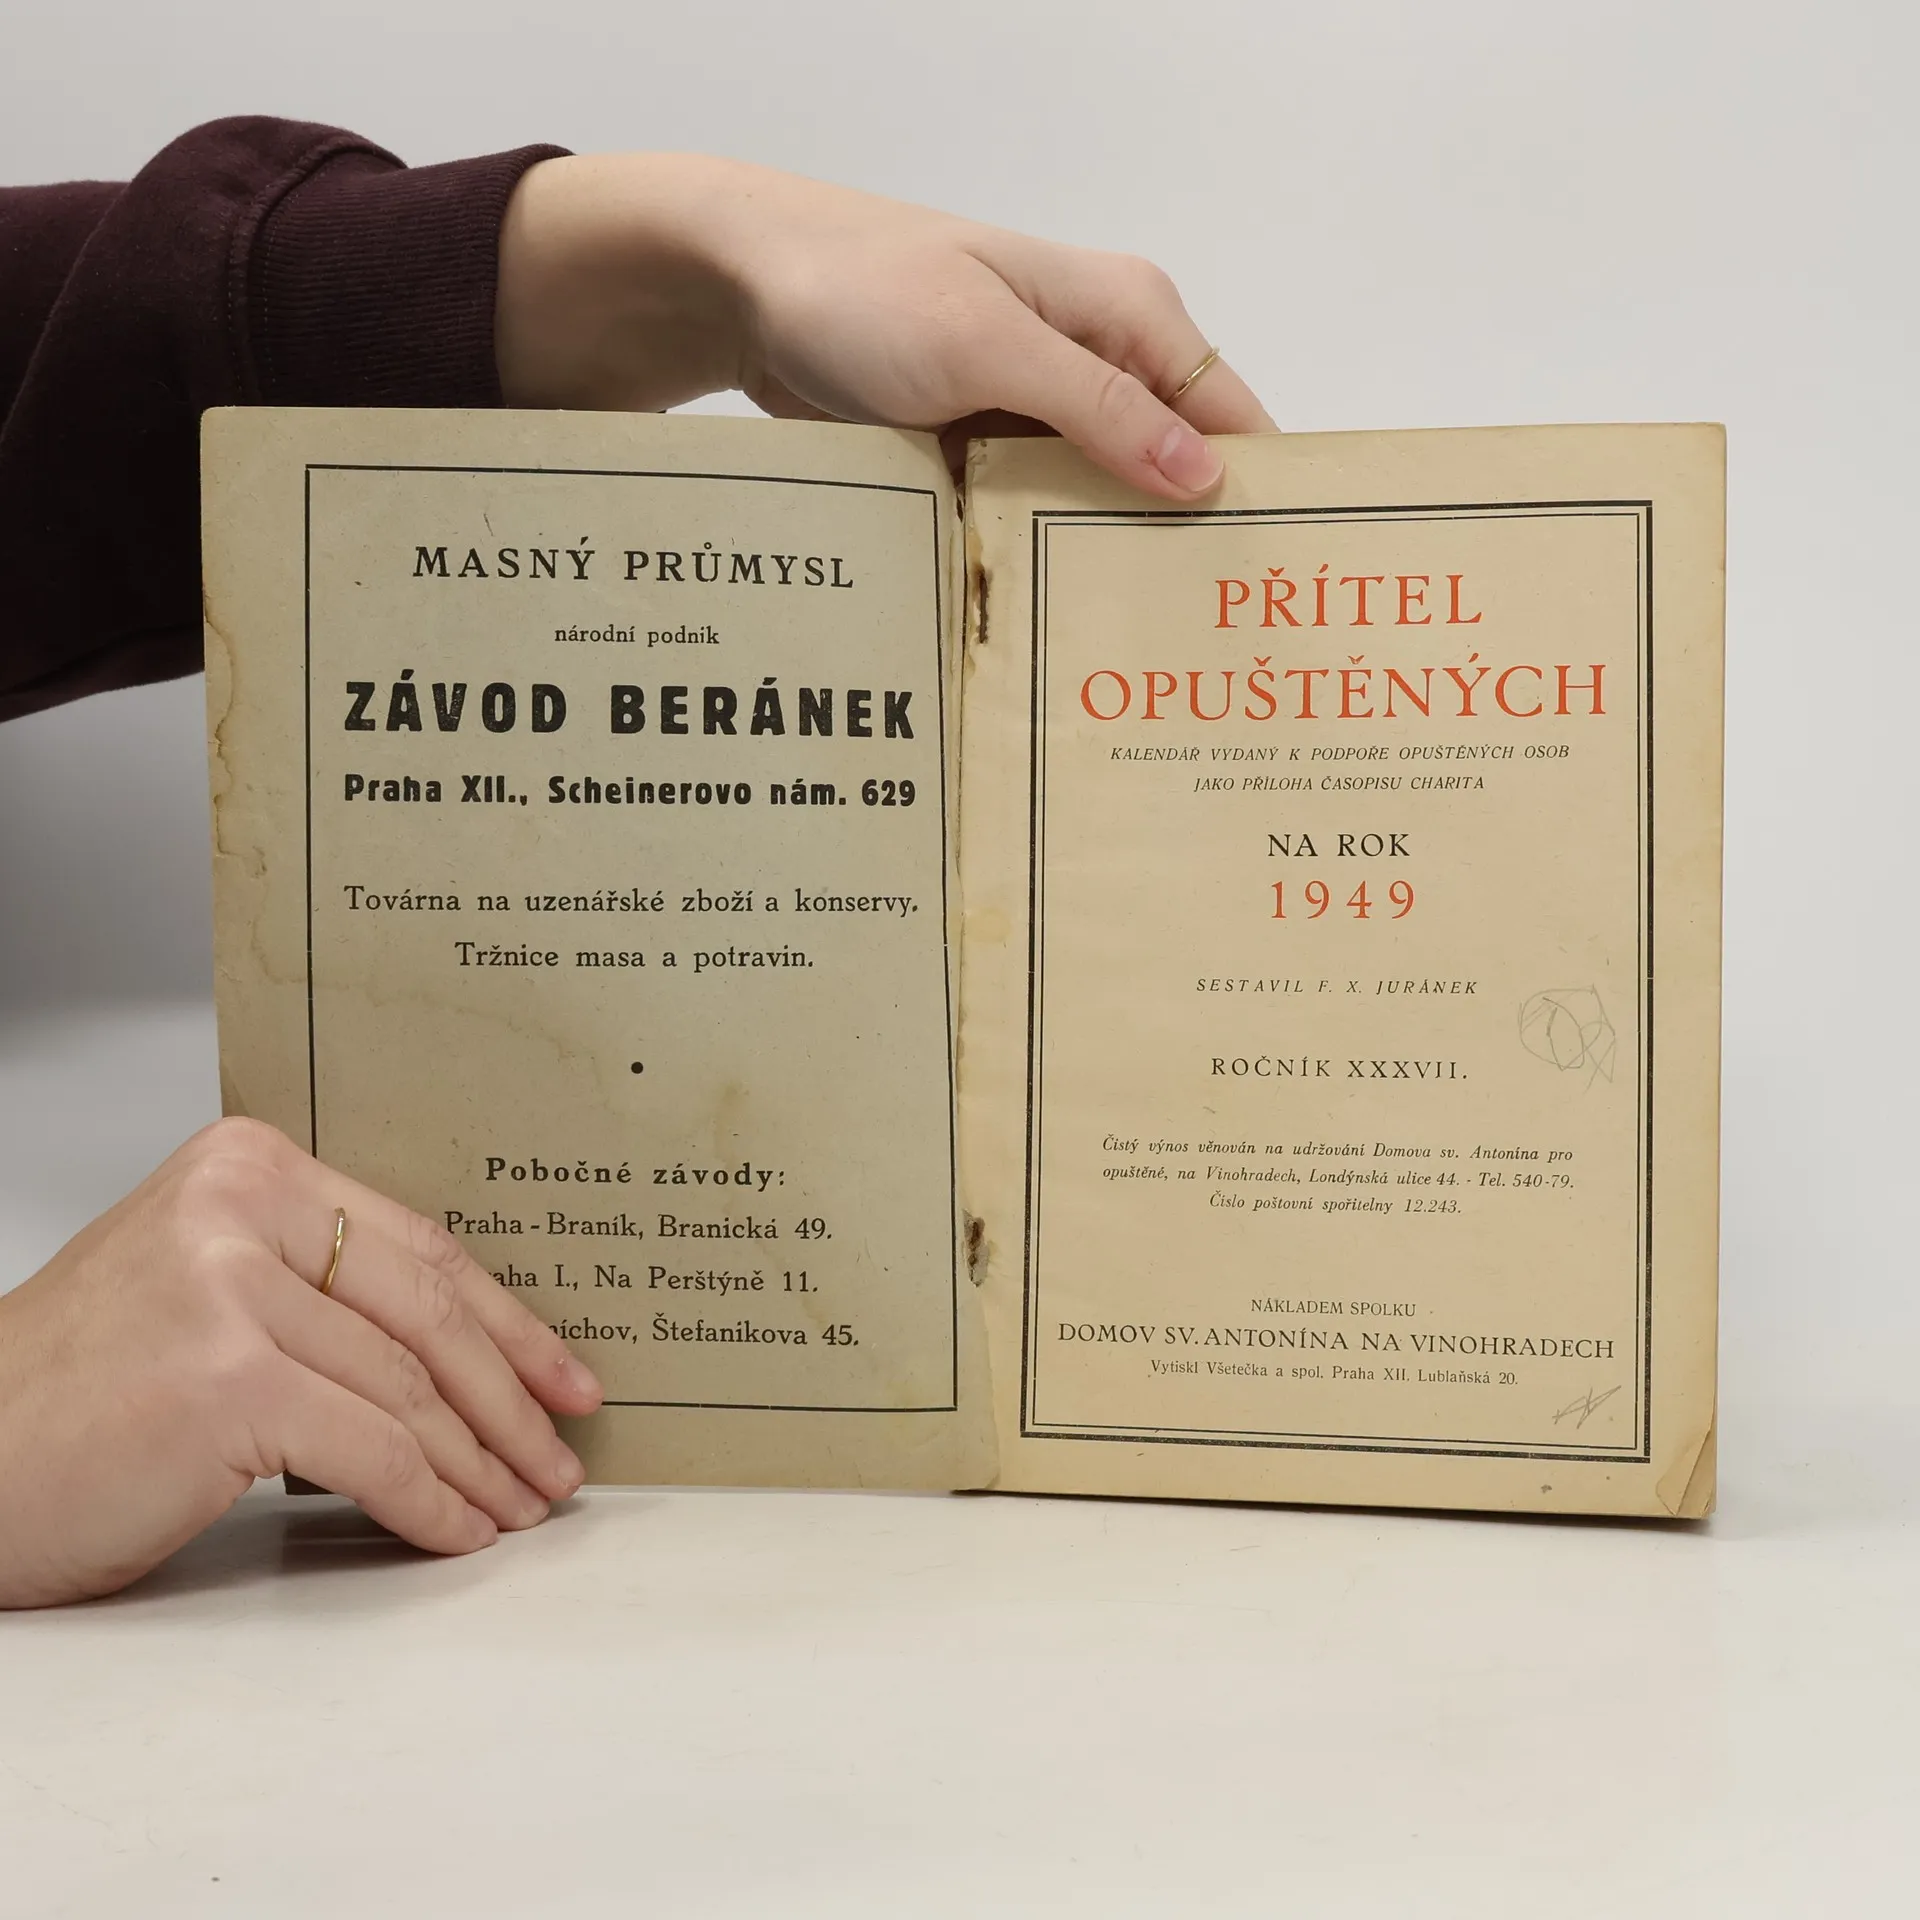 MASNÝ PRŮMYSL
národní podnik
ZÁVOD BERÁNEK
Praha XII., Scheinerovo nám. 629
Továrna na uzenářské zboží a konservy.
Tržnice masa a potravin.
Pobočné závody:
Praha - Braník, Branická 49.
I., Na Perštýně 11.
Štefanikova 45.
PŘÍTEL
OPUŠTĚNÝCH
KALENDÁŘ VYDANÝ K PODPOŘE OPUŠTĚNÝCH OSOB
JAKO PŘÍLOHA ČASOPISU CHARITA
NA ROK
1949
SESTAVIL F. X. JURÁNEK
ROČNÍK XXXVII.
Čistý výnos věnován na udržování Domova sv. Antonína pro
opuštěné, na Vinohradech, Londýnská ulice 44. - Tel. 540-79.
Číslo poštovní spořitelny 12.243.
NÁKLADEM SPOLKU
DOMOV SV. ANTONÍNA NA VINOHRADECH
Vytiskl Všetečka a spol. Praha XII. Lublaňská 20.